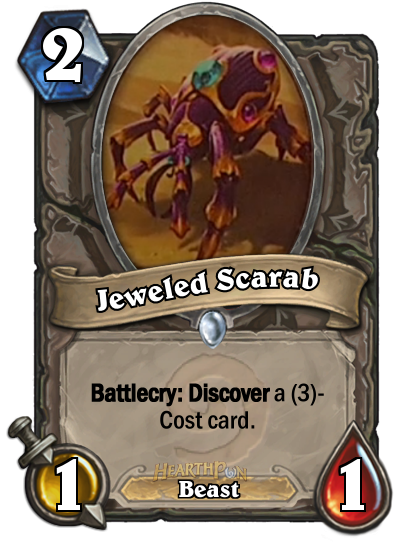 2
Jeweled Scarab
Battlecry: Discover a (3)-
Cost card.
HEARTHPWN
Beast
1
1